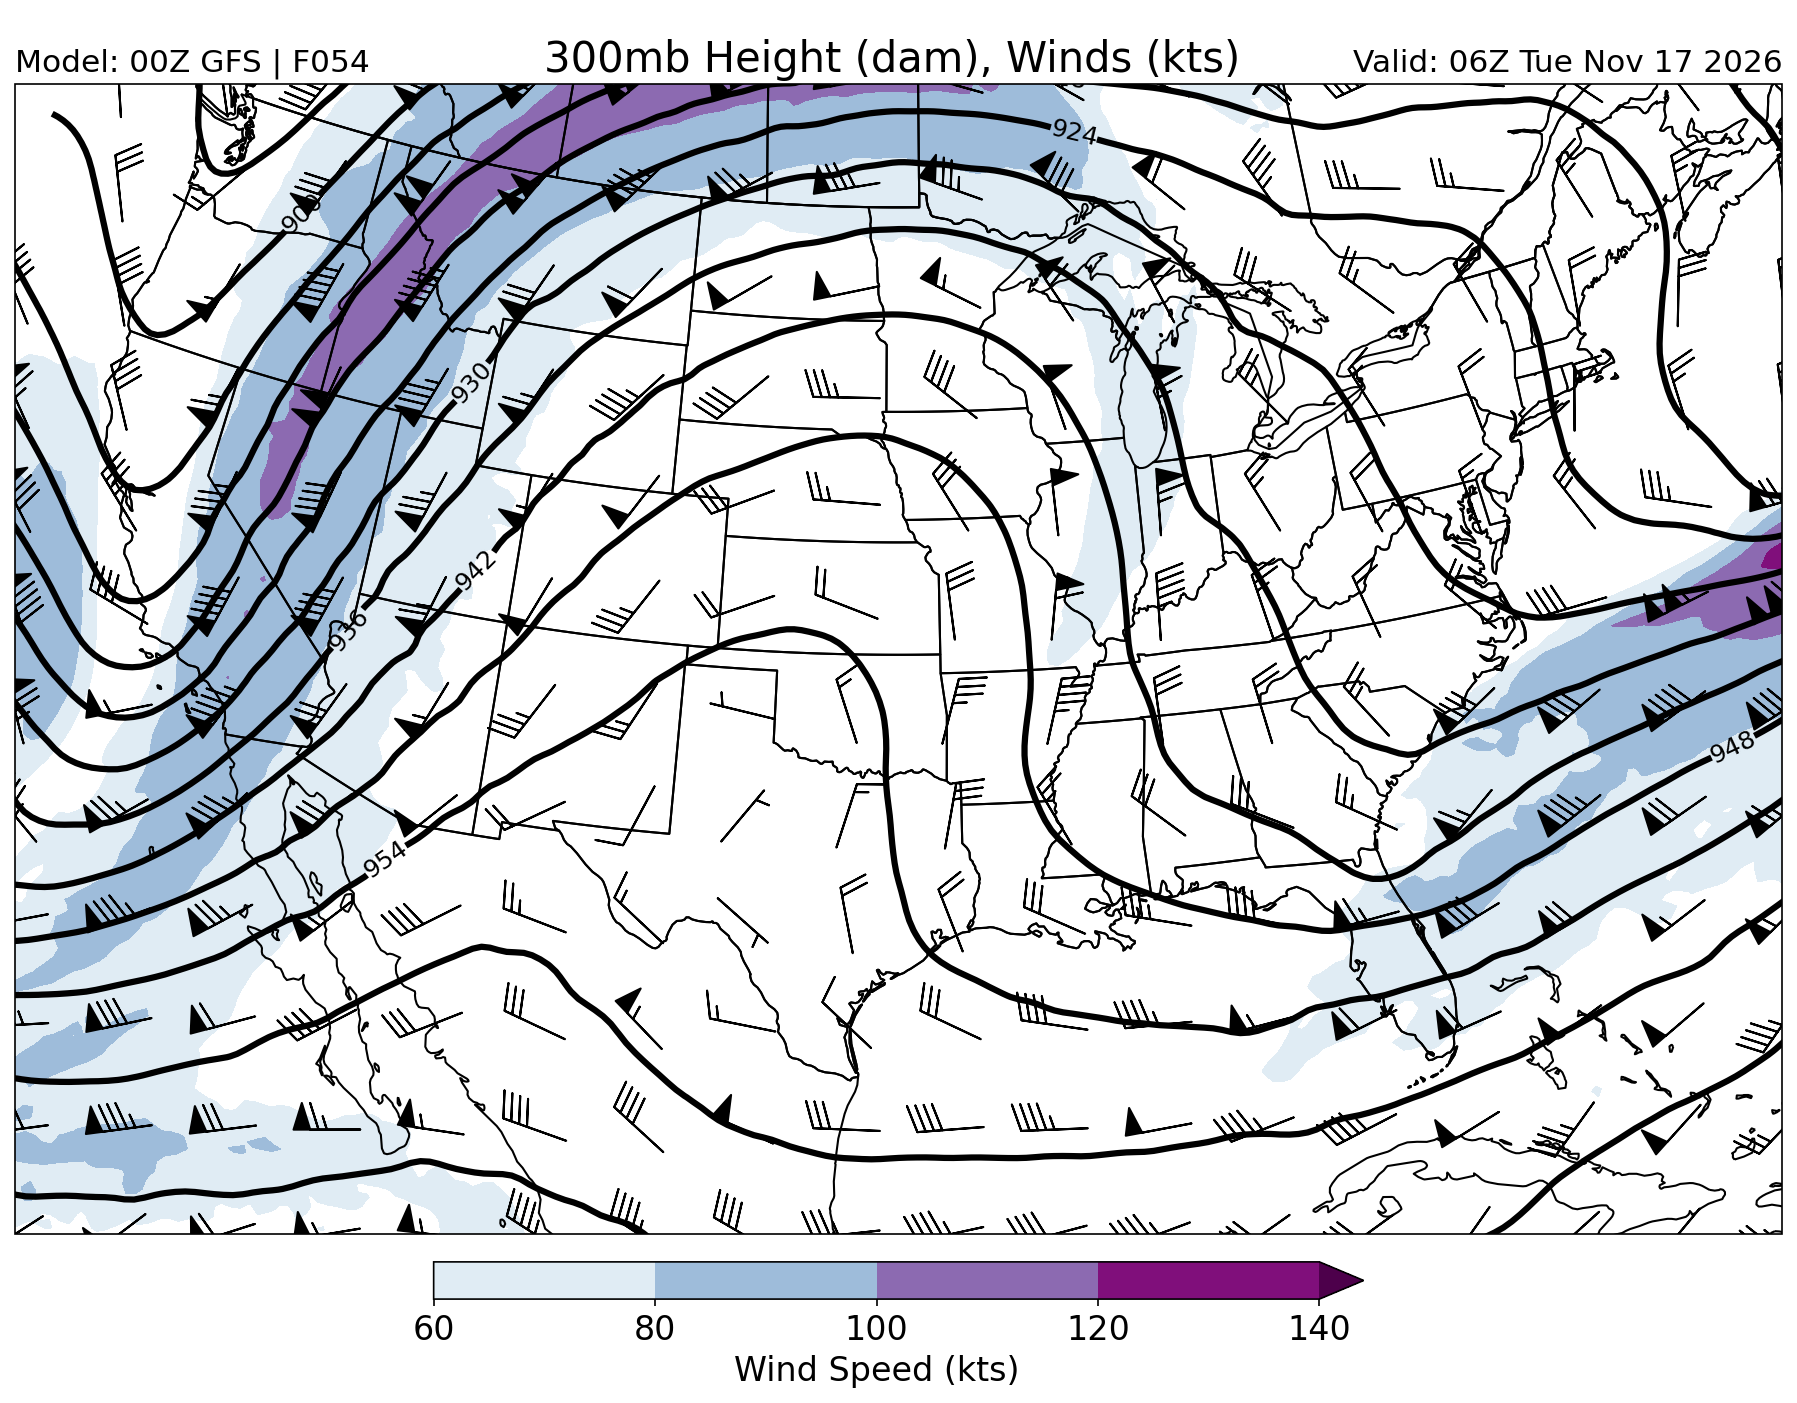 Model: 00Z GFS | F054
300mb Height (dam), Winds (kts)
Valid: 06Z Tue Nov 17 2026
924
930
942
936
948
954
60 80 100 120 140
Wind Speed (kts)